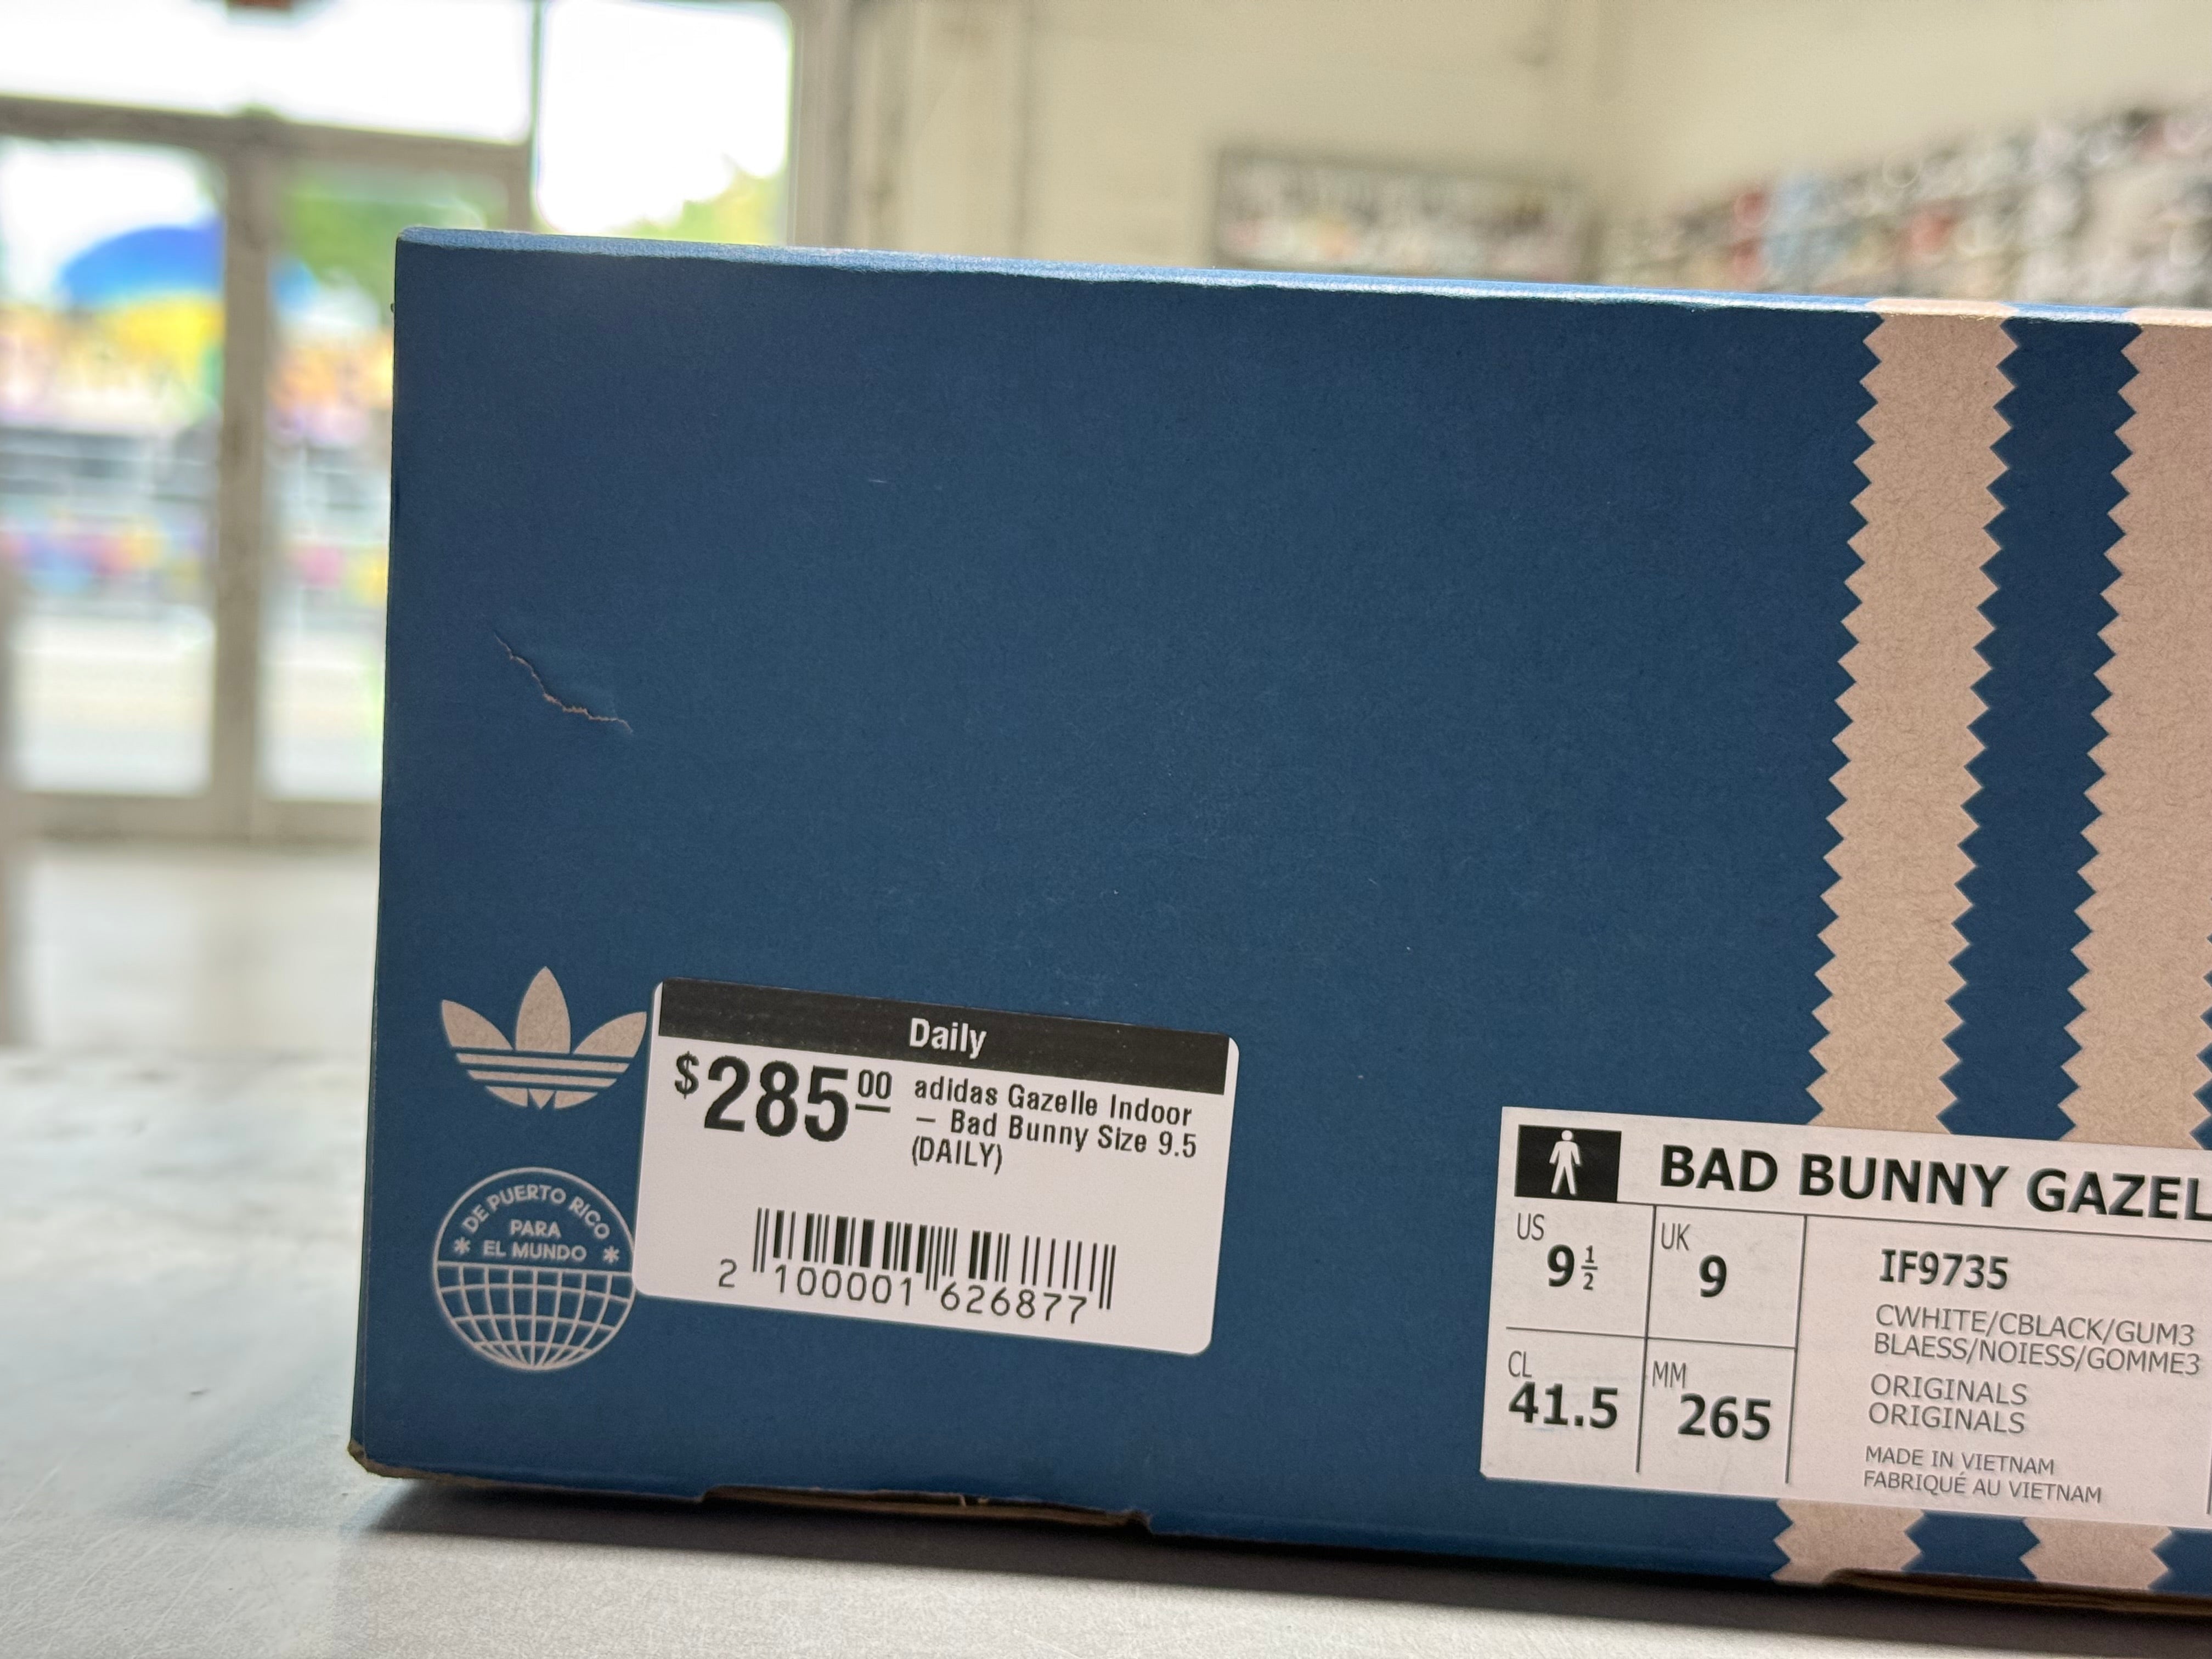 Daily
$285 00
adidas Gazelle Indoor
– Bad Bunny Size 9.5
(DAILY)
2 100001 626877
DE PUERTO RICO
PARA
* EL MUNDO *
BAD BUNNY GAZEL
US 9 1/2
UK 9
CL 41.5
MM 265
IF9735
CWHITE/CBLACK/GUM3
BLAESS/NOIESS/GOMME3
ORIGINALS
ORIGINALS
MADE IN VIETNAM
FABRIQUÉ AU VIETNAM